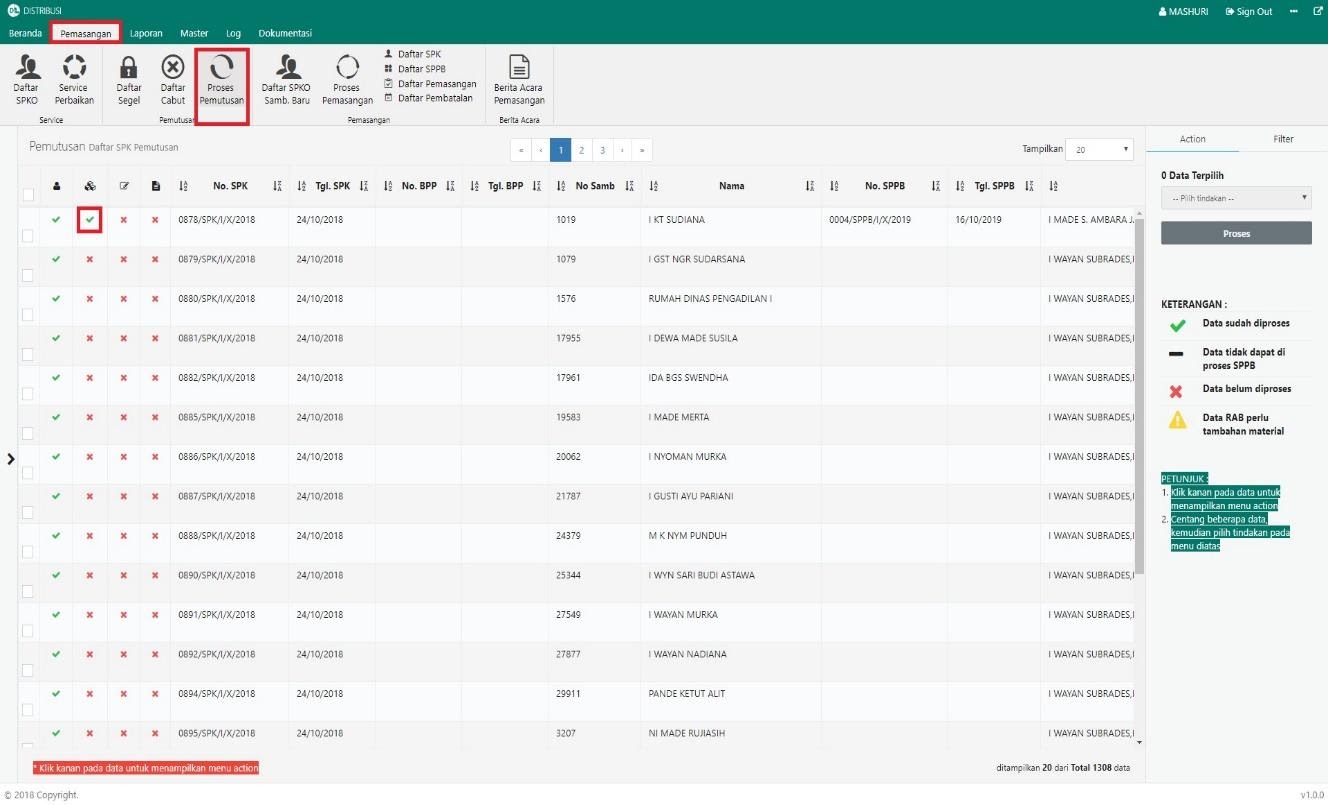 DISTRIBUSI
MASHURI Sign Out
Beranda Pemasangan Laporan Master Log Dokumentasi
Daftar SPKO
Service Perbaikan
Service
Daftar Segel
Daftar Cabut
Proses Pemutusan
Pemutusan
Daftar SPKO Samb. Baru
Proses Pemasangan
Daftar SPK
Daftar SPPB
Daftar Pemasangan
Daftar Pembatalan
Pemasangan
Berita Acara Pemasangan
Berita Acara
Pemutusan Daftar SPK Pemutusan
« ‹ 1 2 3 › »
Tampilkan 20
No. SPK Tgl. SPK No. BPP Tgl. BPP No Samb Nama No. SPPB Tgl. SPPB
0878/SPK/I/X/2018 24/10/2018 1019 I KT SUDIANA 0004/SPPB/I/X/2019 16/10/2019 I MADE S. AMBARA J.
0879/SPK/I/X/2018 24/10/2018 1079 I GST NGR SUDARSANA I WAYAN SUBRADES,I
0880/SPK/I/X/2018 24/10/2018 1576 RUMAH DINAS PENGADILAN I I WAYAN SUBRADES,I
0881/SPK/I/X/2018 24/10/2018 17955 I DEWA MADE SUSILA I WAYAN SUBRADES,I
0882/SPK/I/X/2018 24/10/2018 17961 IDA BGS SWENDHA I WAYAN SUBRADES,I
0885/SPK/I/X/2018 24/10/2018 19583 I MADE MERTA I WAYAN SUBRADES,I
0886/SPK/I/X/2018 24/10/2018 20062 I NYOMAN MURKA I WAYAN SUBRADES,I
0887/SPK/I/X/2018 24/10/2018 21787 I GUSTI AYU PARIANI I WAYAN SUBRADES,I
0888/SPK/I/X/2018 24/10/2018 24379 M K NYM PUNDUH I WAYAN SUBRADES,I
0890/SPK/I/X/2018 24/10/2018 25344 I WYN SARI BUDI ASTAWA I WAYAN SUBRADES,I
0891/SPK/I/X/2018 24/10/2018 27549 I WAYAN MURKA I WAYAN SUBRADES,I
0892/SPK/I/X/2018 24/10/2018 27877 I WAYAN NADIANA I WAYAN SUBRADES,I
0894/SPK/I/X/2018 24/10/2018 29911 PANDE KETUT ALIT I WAYAN SUBRADES,I
0895/SPK/I/X/2018 24/10/2018 3207 NI MADE RUJIASIH I WAYAN SUBRADES,I
* Klik kanan pada data untuk menampilkan menu action
ditampilkan 20 dari Total 1308 data
Action Filter
0 Data Terpilih
-- Pilih tindakan --
Proses
KETERANGAN :
Data sudah diproses
Data tidak dapat di
proses SPPB
Data belum diproses
Data RAB perlu
tambahan material
PETUNJUK :
1. Klik kanan pada data untuk
menampilkan menu action
2. Centang beberapa data,
kemudian pilih tindakan pada
menu diatas
© 2018 Copyright.
v1.0.0